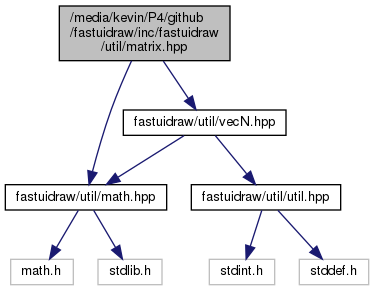 /media/kevin/P4/github
/fastuidraw/inc/fastuidraw
/util/matrix.hpp
fastuidraw/util/vecN.hpp
fastuidraw/util/math.hpp
fastuidraw/util/util.hpp
math.h
stdlib.h
stdint.h
stddef.h